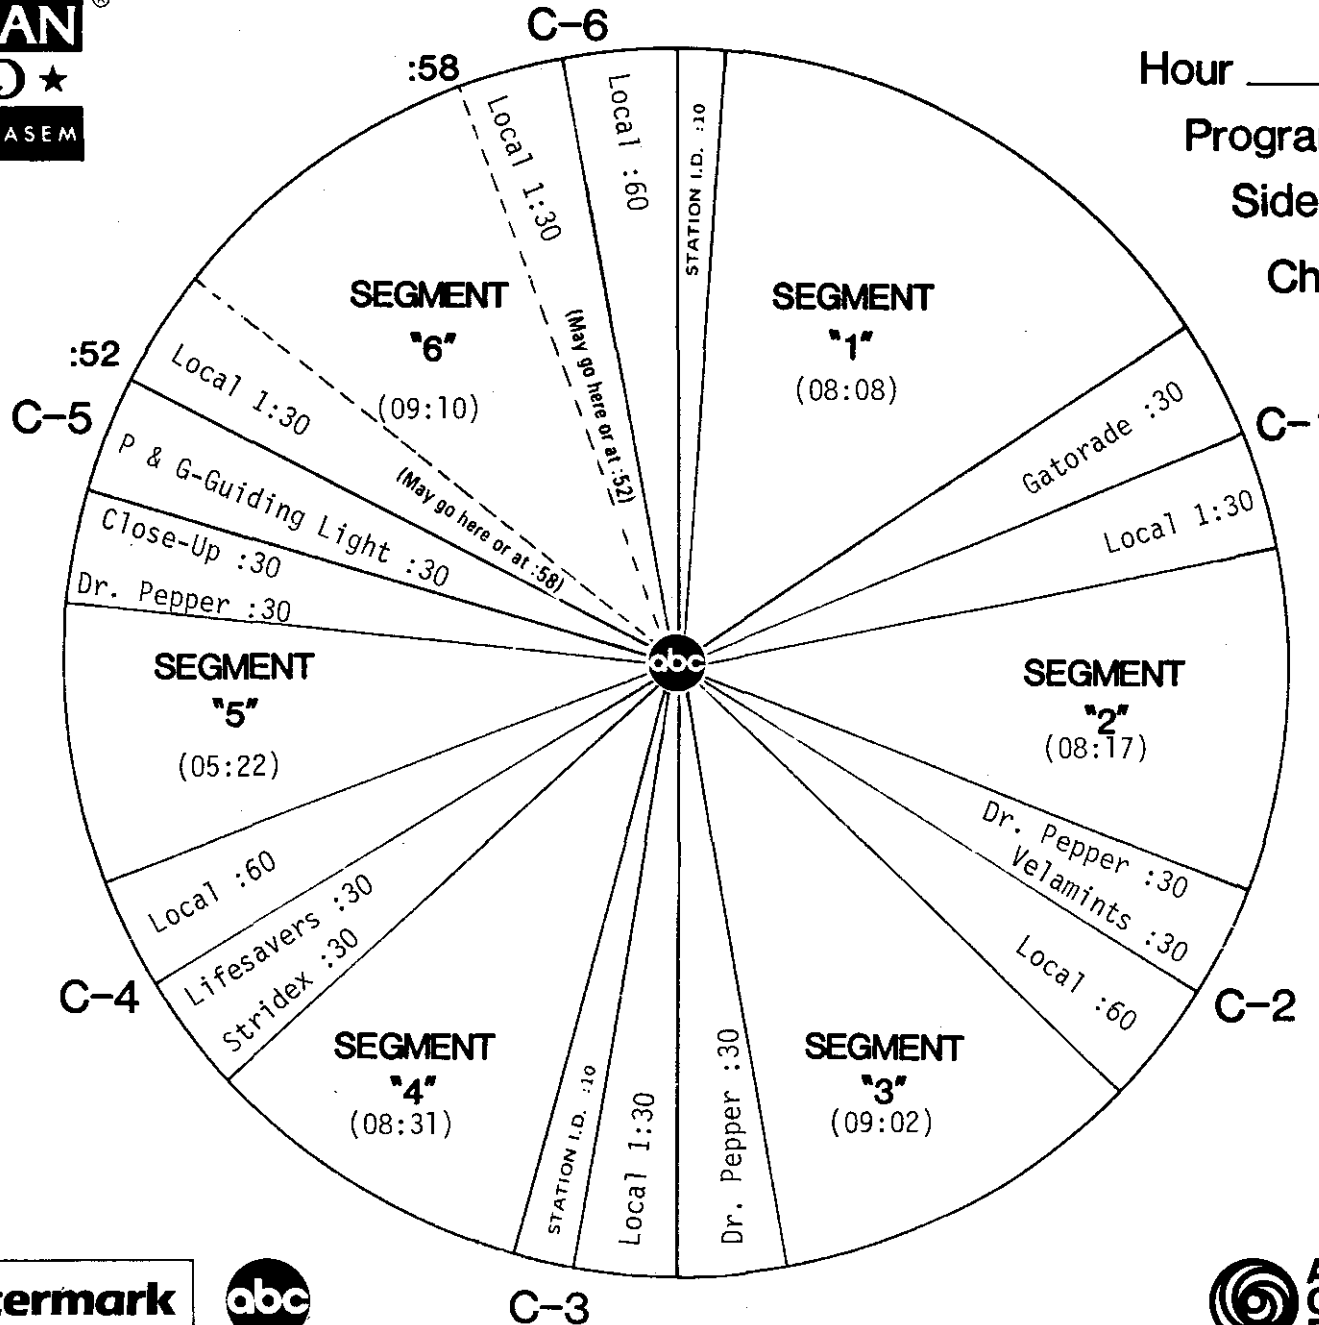 AN®
ASEM
C-6
:58
Hour
Side
Local 1:30
Local :60
STATION I.D. :10
SEGMENT
"6"
(09:10)
(May go here or at :52)
SEGMENT
"1"
(08:08)
:52
C-5
Local 1:30
(May go here or at :58)
P & G-Guiding Light :30
Close-Up :30
Dr. Pepper :30
Gatorade :30
C-
Local 1:30
abc
SEGMENT
"5"
(05:22)
SEGMENT
"2"
(08:17)
Dr. Pepper :30
Velamints :30
Local :60
C-2
Local :60
Lifesavers :30
Stridex :30
C-4
SEGMENT
"4"
(08:31)
STATION I.D. :10
Local 1:30
Dr. Pepper :30
SEGMENT
"3"
(09:02)
C-3
termark
abc